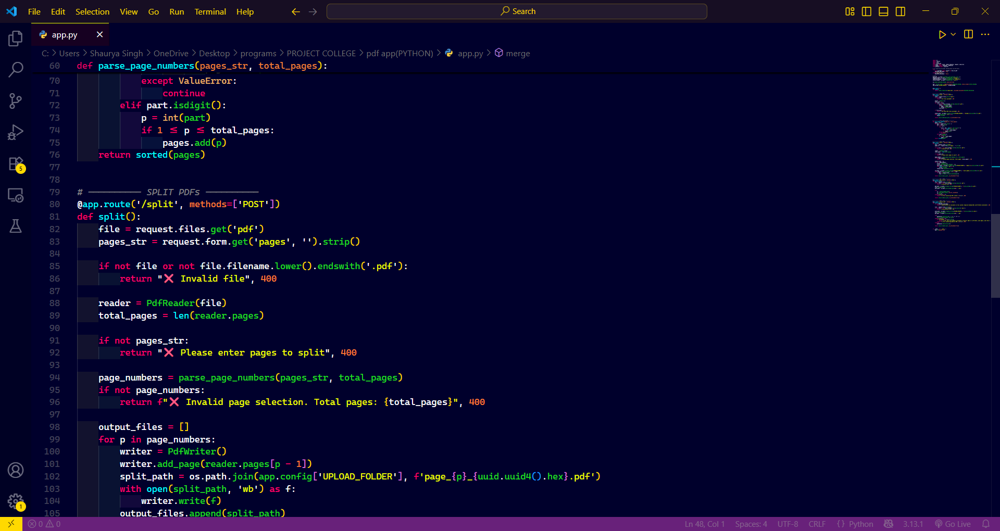 File Edit Selection View Go Run Terminal Help
Search
app.py
C: > Users > Shaurya Singh > OneDrive > Desktop > programs > PROJECT COLLEGE > pdf app(PYTHON) > app.py > merge
60 def parse_page_numbers(pages_str, total_pages):
70 except ValueError:
71 continue
72 elif part.isdigit():
73 p = int(part)
74 if 1 ≤ p ≤ total_pages:
75 pages.add(p)
76 return sorted(pages)
77
78
79 # ────────── SPLIT PDFs ──────────
80 @app.route('/split', methods=['POST'])
81 def split():
82 file = request.files.get('pdf')
83 pages_str = request.form.get('pages', '').strip()
84
85 if not file or not file.filename.lower().endswith('.pdf'):
86 return "❌ Invalid file", 400
87
88 reader = PdfReader(file)
89 total_pages = len(reader.pages)
90
91 if not pages_str:
92 return "❌ Please enter pages to split", 400
93
94 page_numbers = parse_page_numbers(pages_str, total_pages)
95 if not page_numbers:
96 return f"❌ Invalid page selection. Total pages: {total_pages}", 400
97
98 output_files = []
99 for p in page_numbers:
100 writer = PdfWriter()
101 writer.add_page(reader.pages[p - 1])
102 split_path = os.path.join(app.config['UPLOAD_FOLDER'], f'page_{p}_{uuid.uuid4().hex}.pdf')
103 with open(split_path, 'wb') as f:
104 writer.write(f)
105 output_files.append(split_path)
5
1
0 0
Ln 48, Col 1 Spaces: 4 UTF-8 CRLF {} Python 3.13.1 Go Live